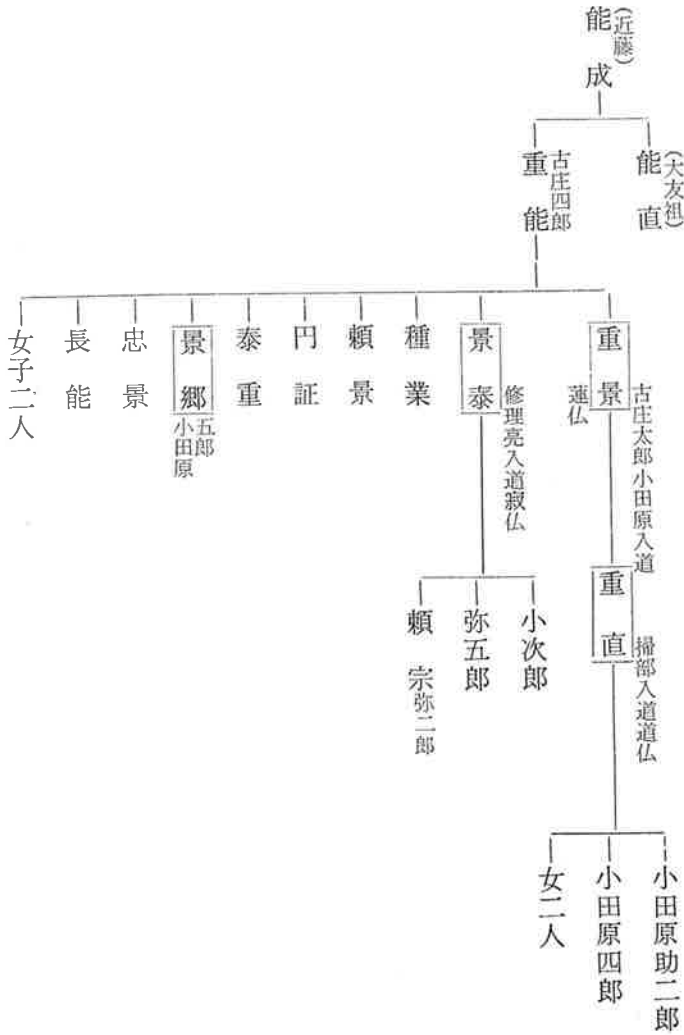 (近藤)
能成
(大友祖)
能直
古庄四郎
重能
古庄太郎小田原入道
重景
蓮仏
掃部入道道仏
重直
小田原助二郎
小田原四郎
女二人
修理亮入道寂仏
景泰
小次郎
弥五郎
頼宗弥二郎
種業
頼景
円証
泰重
景郷
五郎
小田原
忠景
長能
女子二人